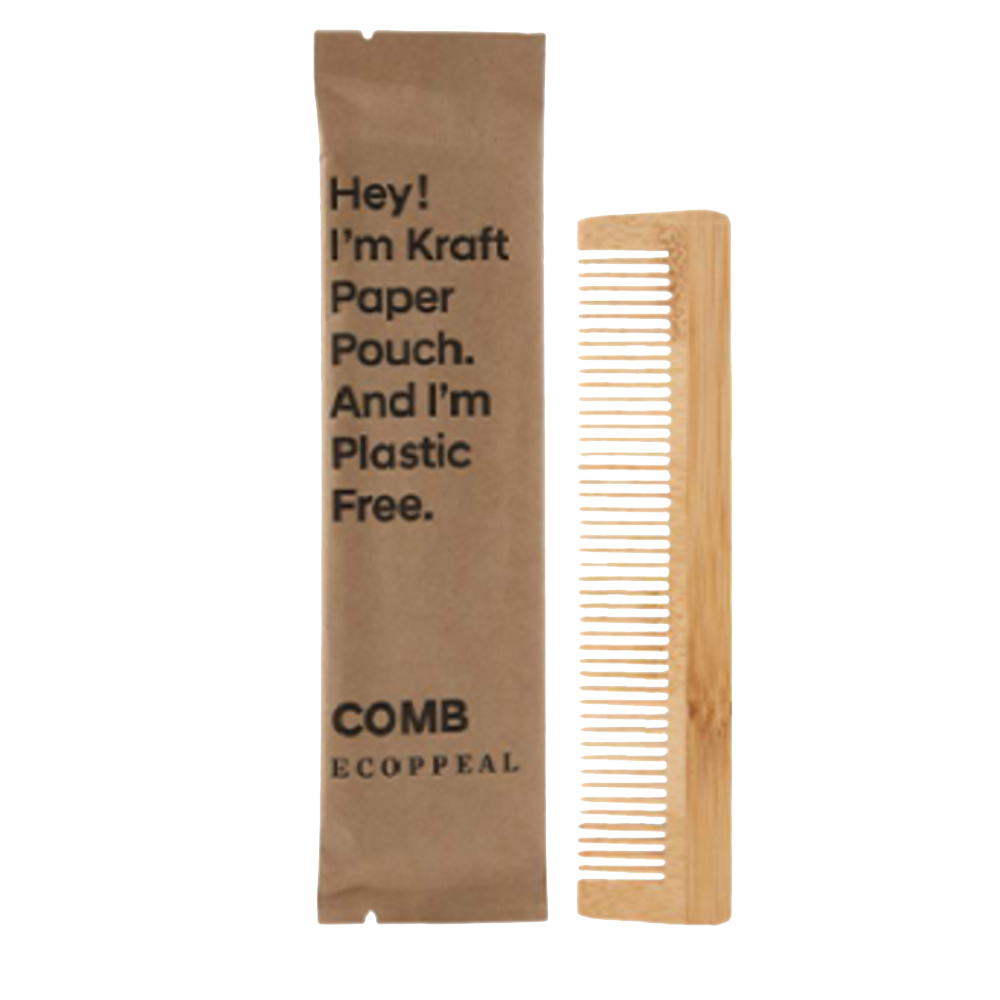 Hey!
I'm Kraft
Paper
Pouch.
And I'm
Plastic
Free.
COMB
ECOPPEAL